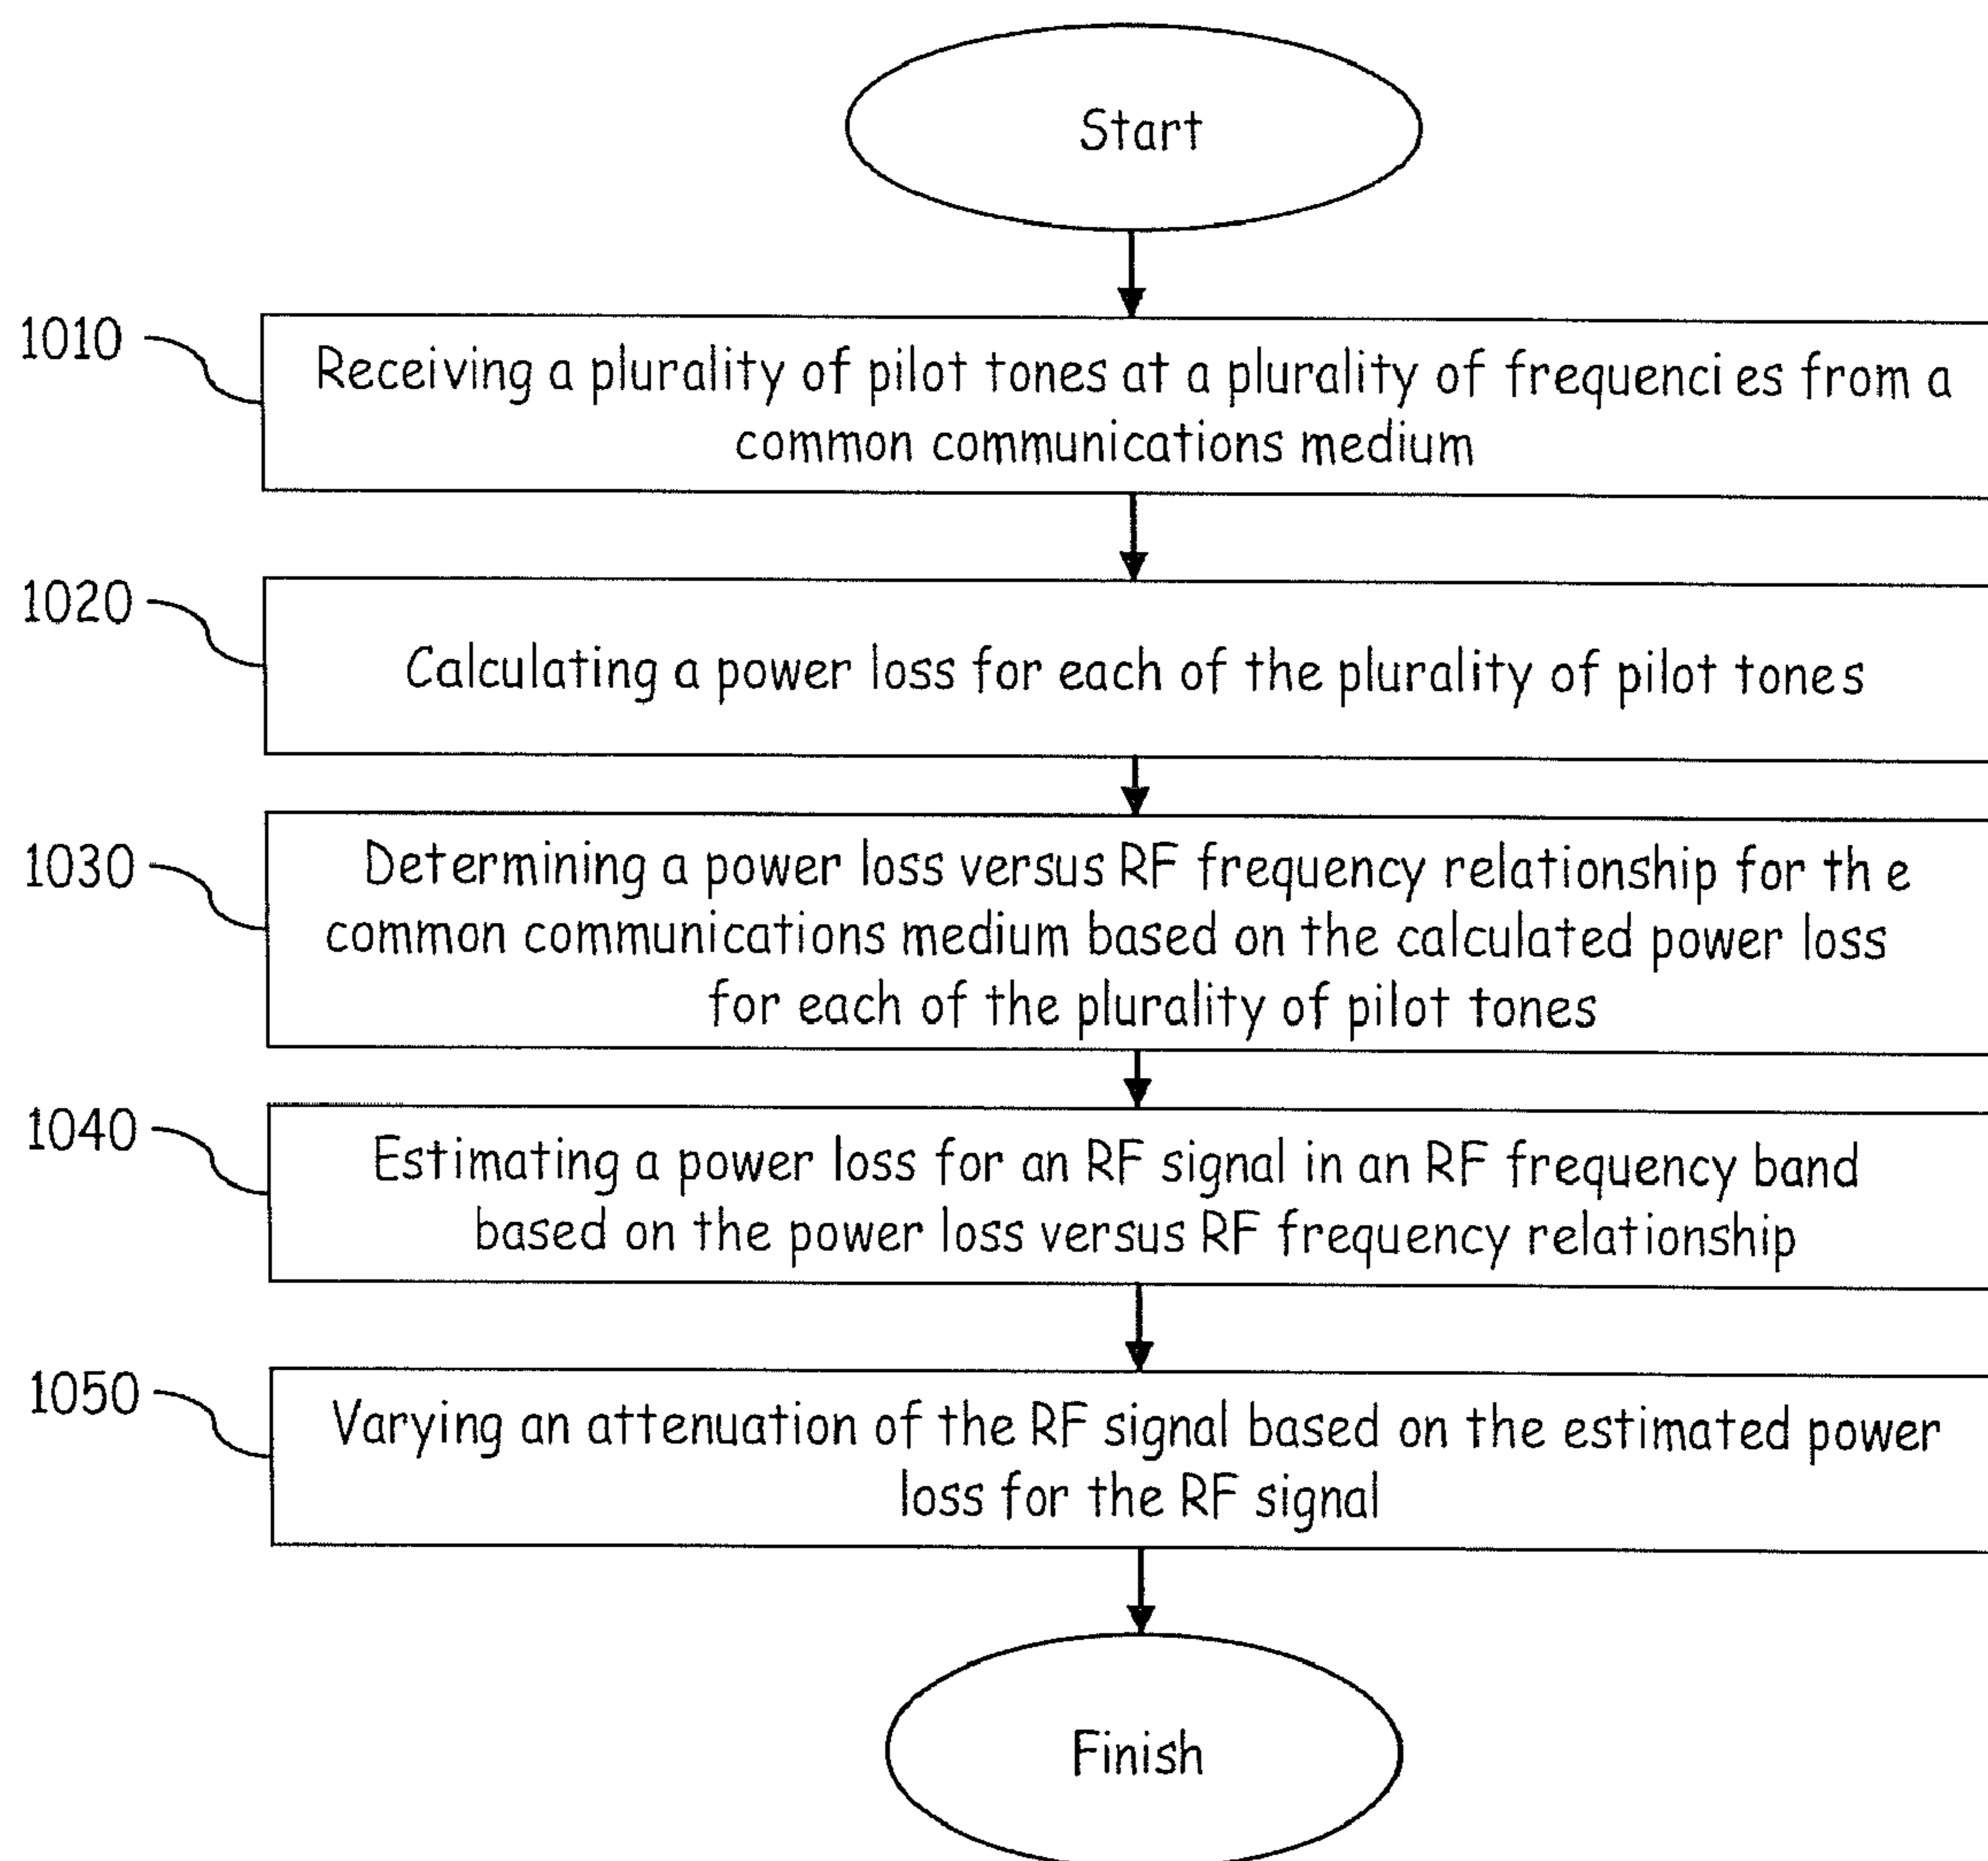 Start
1010
Receiving a plurality of pilot tones at a plurality of frequencies from a
common communications medium
1020
Calculating a power loss for each of the plurality of pilot tones
1030
Determining a power loss versus RF frequency relationship for the
common communications medium based on the calculated power loss
for each of the plurality of pilot tones
1040
Estimating a power loss for an RF signal in an RF frequency band
based on the power loss versus RF frequency relationship
1050
Varying an attenuation of the RF signal based on the estimated power
loss for the RF signal
Finish